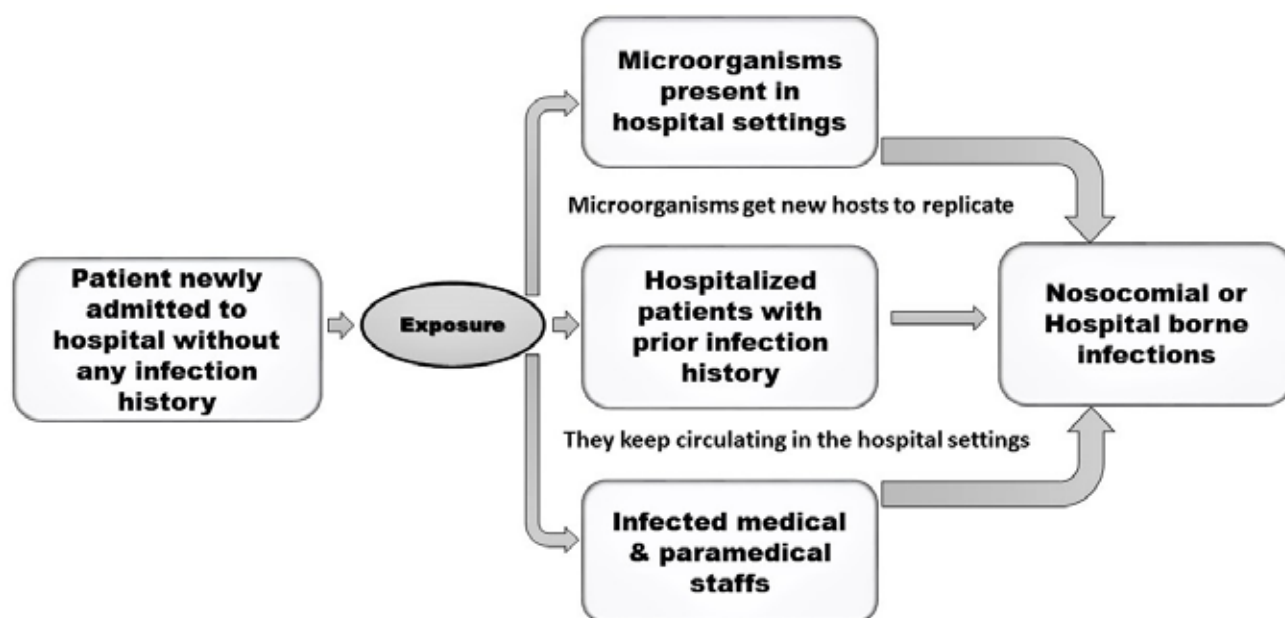 Patient newly
admitted to
hospital without
any infection
history
Exposure
Microorganisms
present in
hospital settings
Microorganisms get new hosts to replicate
Hospitalized
patients with
prior infection
history
They keep circulating in the hospital settings
Infected medical
& paramedical
staffs
Nosocomial or
Hospital borne
infections